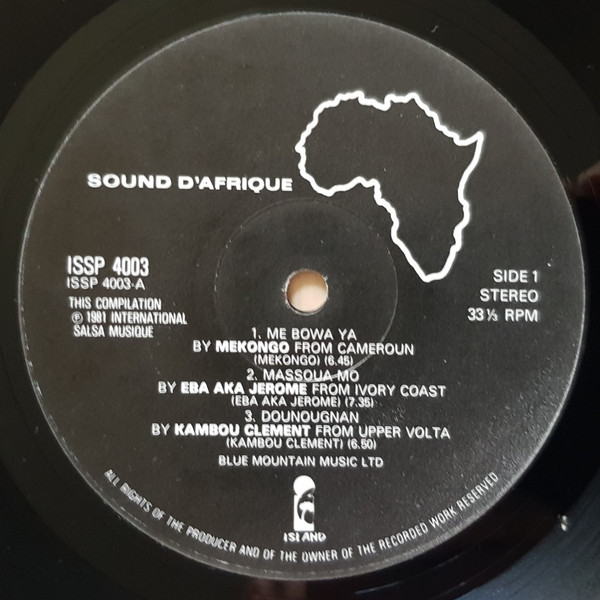 SOUND D'AFRIQUE
ISSP 4003
ISSP 4003-A
THIS COMPILATION
℗ 1981 INTERNATIONAL
SALSA MUSIQUE
SIDE 1
STEREO
33⅓ RPM
1. ME BOWA YA
BY MEKONGO FROM CAMEROUN
(MEKONGO) (6.45)
2. MASSOUA MO
BY EBA AKA JEROME FROM IVORY COAST
(EBA AKA JEROME) (7.35)
3. DOUNOUGNAN
BY KAMBOU CLEMENT FROM UPPER VOLTA
(KAMBOU CLEMENT) (6.50)
BLUE MOUNTAIN MUSIC LTD
ISLAND
ALL RIGHTS OF THE PRODUCER AND OF THE OWNER OF THE RECORDED WORK RESERVED